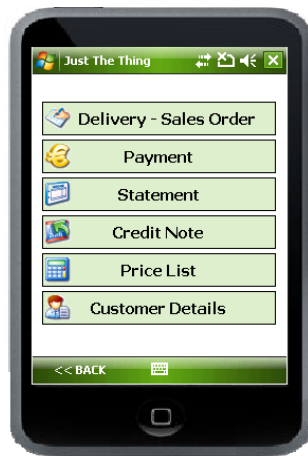 Just The Thing
Delivery - Sales Order
Payment
Statement
Credit Note
Price List
Customer Details
<< BACK